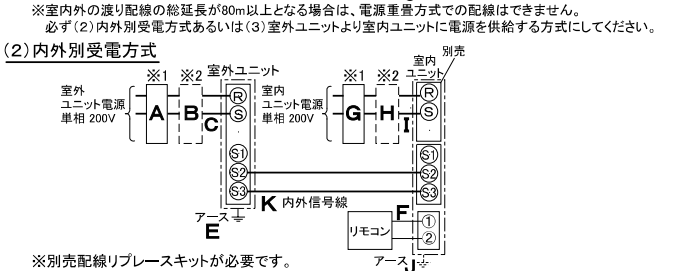 ※室内外の渡り配線の総延長が80m以上となる場合は、電源重畳方式での配線はできません。
必ず(2)内外別受電方式あるいは(3)室外ユニットより室内ユニットに電源を供給する方式にしてください。
(2)内外別受電方式
別売
※1 ※2 室外ユニット ※1 ※2 室内ユニット
室外
ユニット電源
単相 200V
A
B
C
R
S
室内
ユニット電源
単相 200V
G
H
I
R
S
S1
S2
S3
S1
S2
S3
K 内外信号線
アース
E
F
リモコン
①
②
アース
J
※別売配線リプレースキットが必要です。